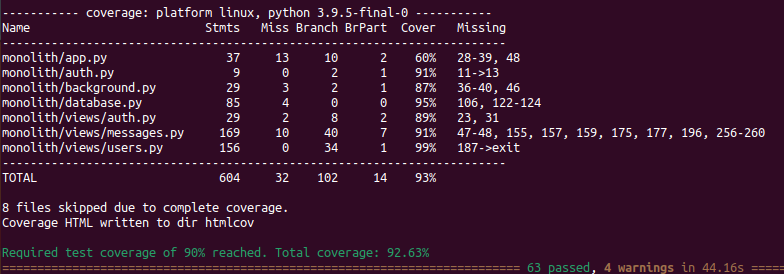 ----------- coverage: platform linux, python 3.9.5-final-0 -----------
Name                           Stmts   Miss Branch BrPart  Cover   Missing
--------------------------------------------------------------------
monolith/app.py                   37     13     10      2    60%   28-39, 48
monolith/auth.py                   9      0      2      1    91%   11->13
monolith/background.py            29      3      2      1    87%   36-40, 46
monolith/database.py              85      4      0      0    95%   106, 122-124
monolith/views/auth.py            29      2      8      2    89%   23, 31
monolith/views/messages.py       169     10     40      7    91%   47-48, 155, 157, 159, 175, 177, 196, 256-260
monolith/views/users.py          156      0     34      1    99%   187->exit
--------------------------------------------------------------------
TOTAL                            604     32    102     14    93%

8 files skipped due to complete coverage.
Coverage HTML written to dir htmlcov

Required test coverage of 90% reached. Total coverage: 92.63%
====================================================================== 63 passed, 4 warnings in 44.16s =====